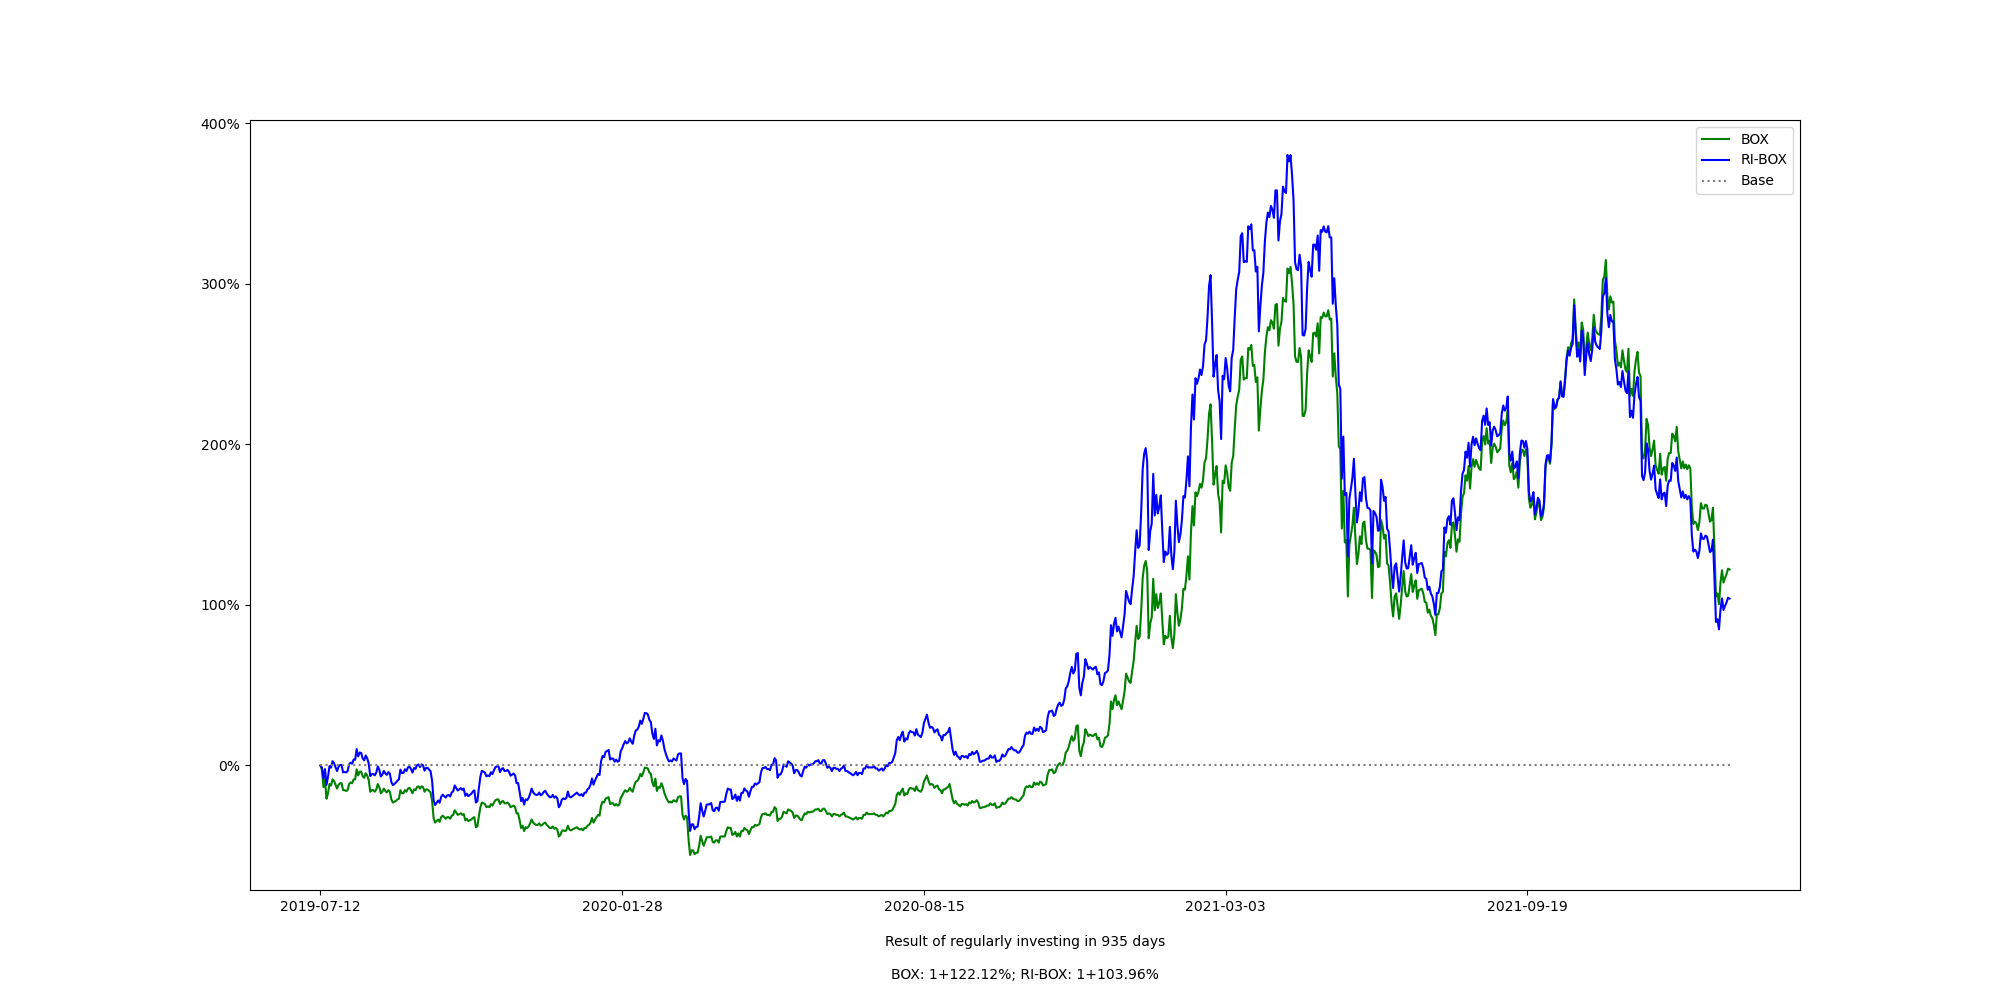 400%
300%
200%
100%
0%
BOX
RI-BOX
Base
2019-07-12 2020-01-28 2020-08-15 2021-03-03 2021-09-19
Result of regularly investing in 935 days
BOX: 1+122.12%; RI-BOX: 1+103.96%